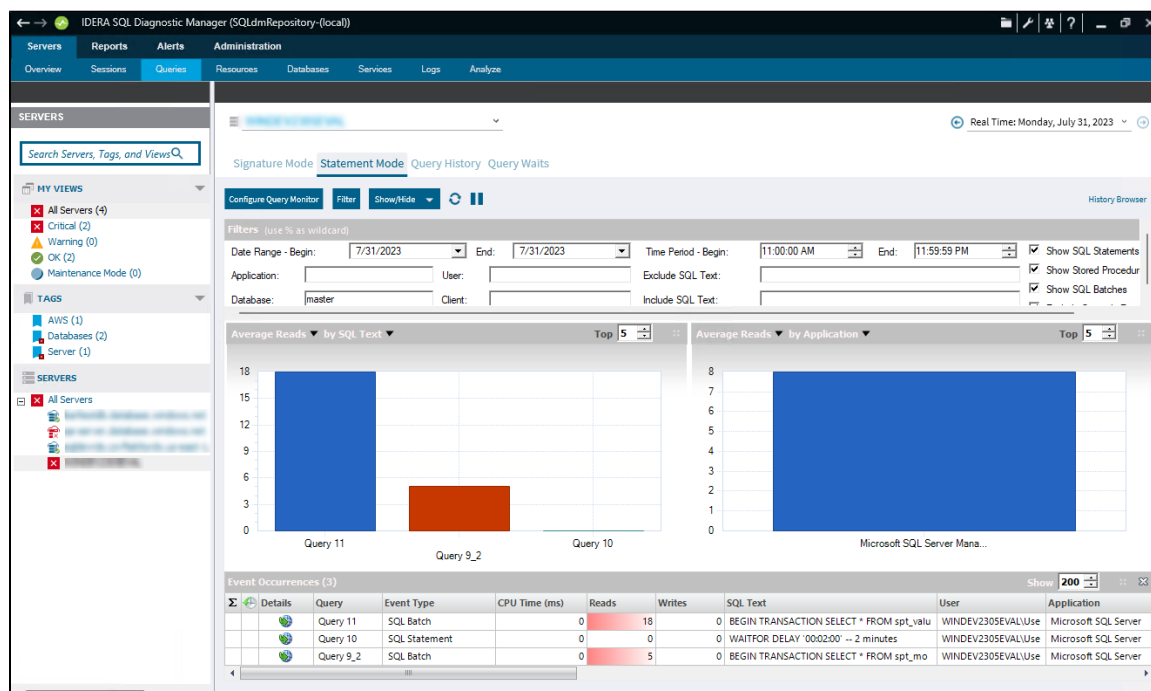 IDERA SQL Diagnostic Manager (SQLdmRepository-(local))
Servers Reports Alerts Administration
Overview Sessions Queries Resources Databases Services Logs Analyze
SERVERS
Search Servers, Tags, and Views
MY VIEWS
All Servers (4)
Critical (2)
Warning (0)
OK (2)
Maintenance Mode (0)
TAGS
AWS (1)
Databases (2)
Server (1)
SERVERS
All Servers
Real Time: Monday, July 31, 2023
Signature Mode Statement Mode Query History Query Waits
Configure Query Monitor Filter Show/Hide History Browser
Filters (use % as wildcard)
Date Range - Begin: 7/31/2023 End: 7/31/2023 Time Period - Begin: 11:00:00 AM End: 11:59:59 PM Show SQL Statements
Application: User: Exclude SQL Text: Show Stored Procedur
Database: master Client: Include SQL Text: Show SQL Batches
Average Reads by SQL Text Top 5
18
15
12
9
6
3
0
Query 11 Query 9_2 Query 10
Average Reads by Application Top 5
8
7
6
5
4
3
2
1
0
Microsoft SQL Server Mana...
Event Occurrences (3) Show 200
Σ Details Query Event Type CPU Time (ms) Reads Writes SQL Text User Application
Query 11 SQL Batch 0 18 0 BEGIN TRANSACTION SELECT * FROM spt_valu WINDEV2305EVAL\Use Microsoft SQL Server
Query 10 SQL Statement 0 0 0 WAITFOR DELAY '00:02:00' -- 2 minutes WINDEV2305EVAL\Use Microsoft SQL Server
Query 9_2 SQL Batch 0 5 0 BEGIN TRANSACTION SELECT * FROM spt_mo WINDEV2305EVAL\Use Microsoft SQL Server